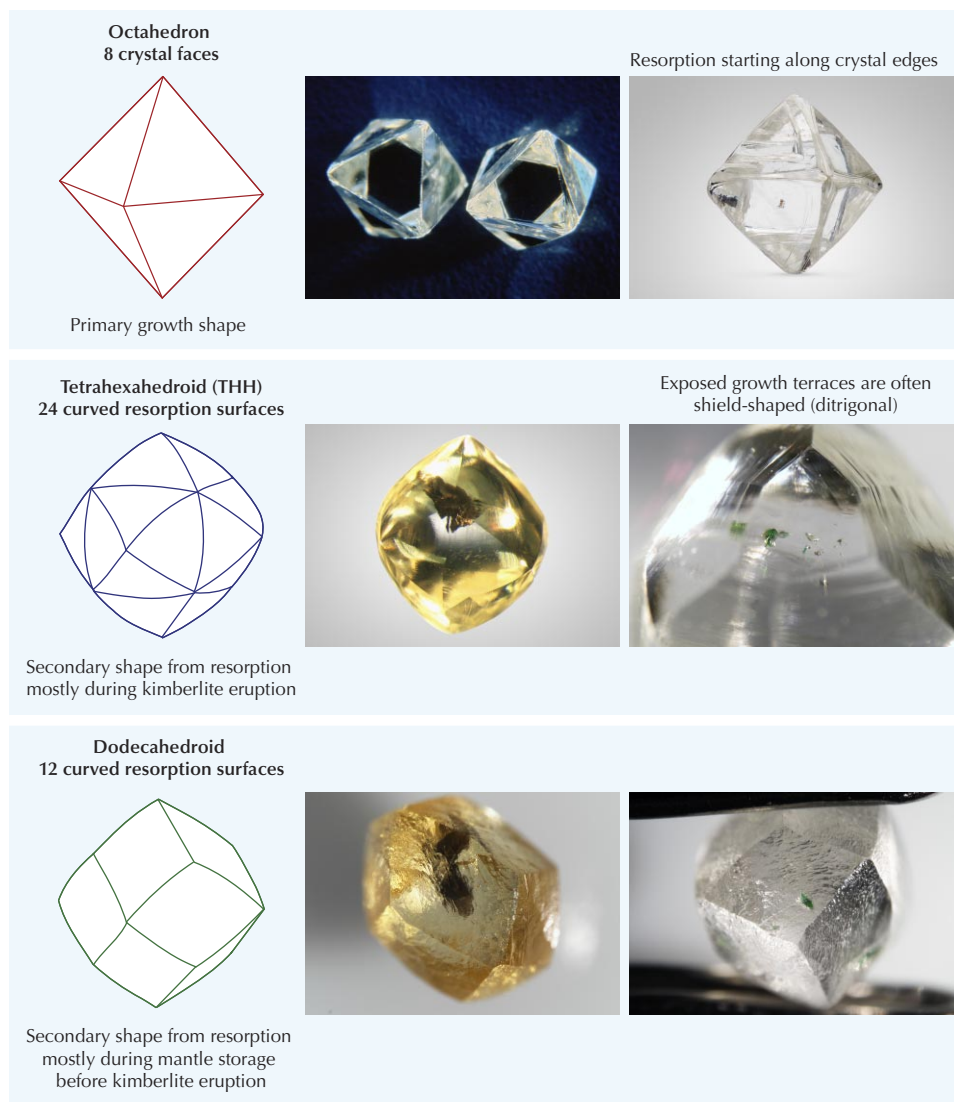 Octahedron
8 crystal faces
Resorption starting along crystal edges
Primary growth shape
Tetrahexahedroid (THH)
24 curved resorption surfaces
Exposed growth terraces are often
shield-shaped (ditrigonal)
Secondary shape from resorption
mostly during kimberlite eruption
Dodecahedroid
12 curved resorption surfaces
Secondary shape from resorption
mostly during mantle storage
before kimberlite eruption